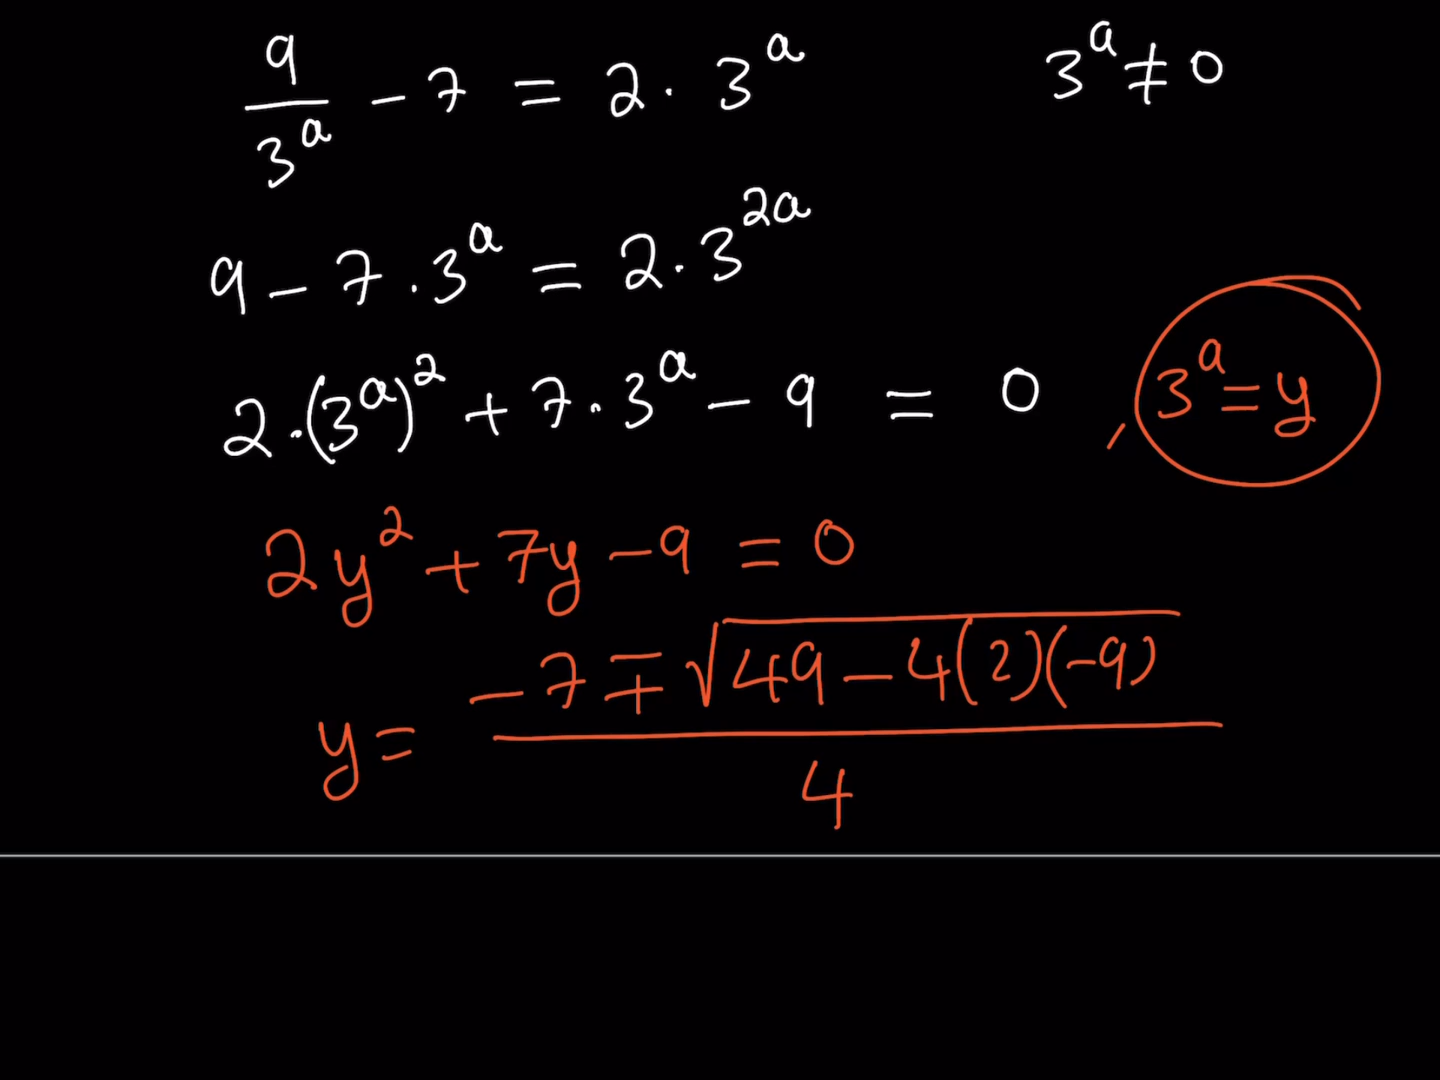 9/3^a − 7 = 2 · 3^a    3^a ≠ 0
9 − 7 · 3^a = 2 · 3^2a
2 · (3^a)^2 + 7 · 3^a − 9 = 0 , 3^a = y
2y^2 + 7y − 9 = 0
y = (−7 ∓ √(49 − 4(2)(−9)))/4